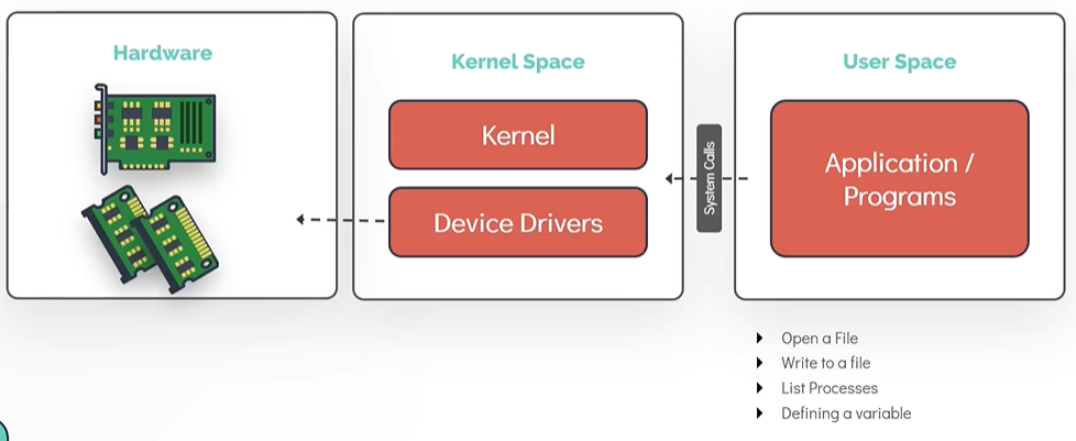 Hardware
Kernel Space
User Space
Kernel
Device Drivers
System Calls
Application /
Programs
Open a File
Write to a file
List Processes
Defining a variable